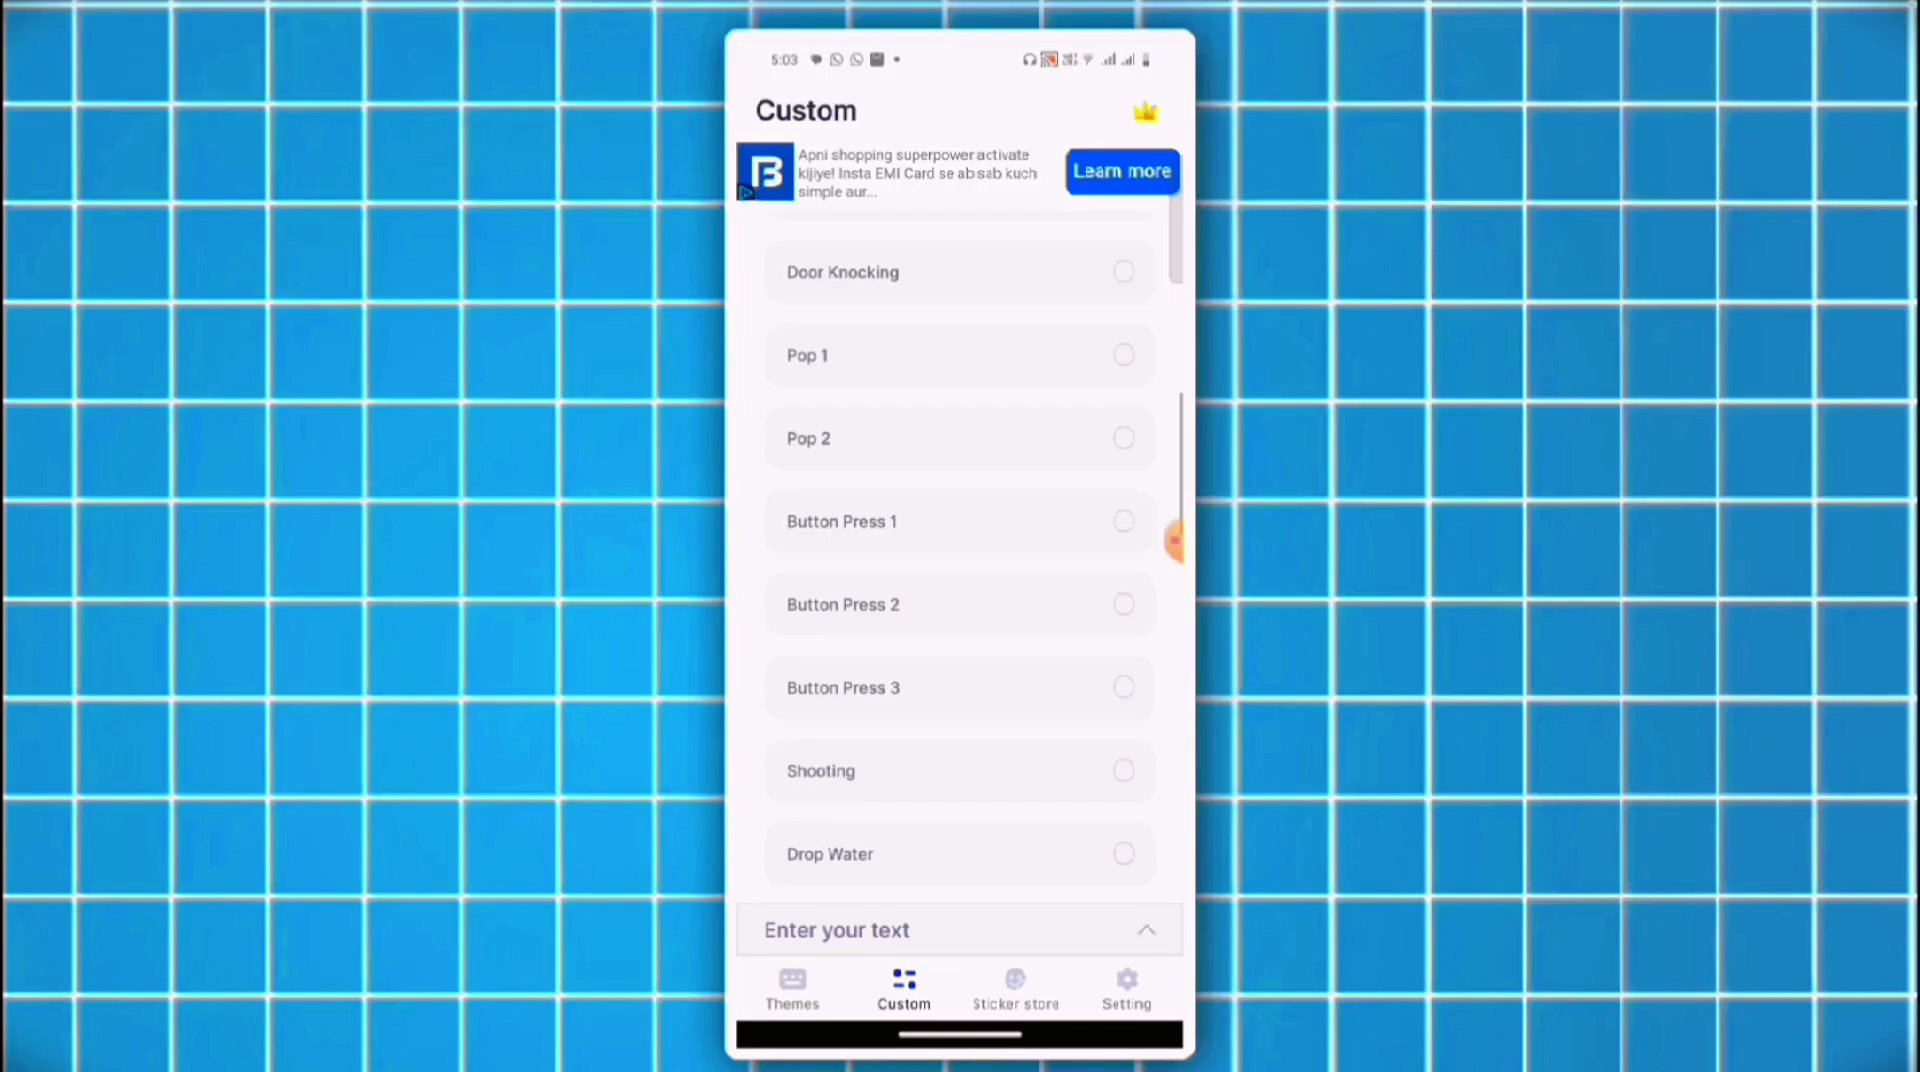 5:03
Custom
Apni shopping superpower activate
kijiye! Insta EMI Card se ab sab kuch
simple aur...
Learn more
Door Knocking
Pop 1
Pop 2
Button Press 1
Button Press 2
Button Press 3
Shooting
Drop Water
Enter your text
Themes
Custom
Sticker store
Setting